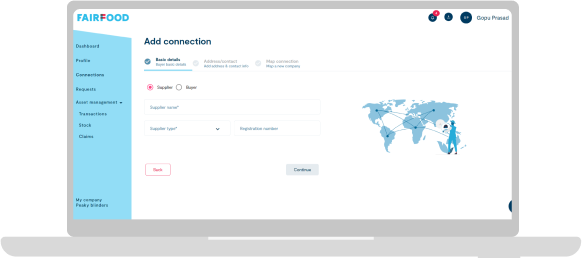 FAIRFOOD
Gopu Prasad
Add connection
Dashboard
Profile
Connections
Requests
Asset management
Transactions
Stock
Claims
My company
Peaky blinders
Basic details
Buyer basic details
Address/contact
Add address & contact info
Map connection
Map a new company
Supplier
Buyer
Supplier name*
Supplier type*
Registration number
Back
Continue